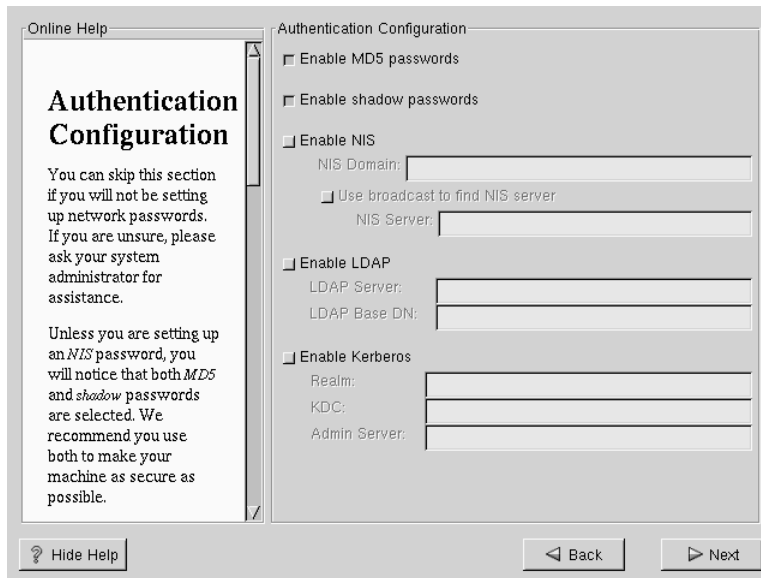 Online Help
Authentication
Configuration
You can skip this section
if you will not be setting
up network passwords.
If you are unsure, please
ask your system
administrator for
assistance.
Unless you are setting up
an NIS password, you
will notice that both MD5
and shadow passwords
are selected. We
recommend you use
both to make your
machine as secure as
possible.
Authentication Configuration
Enable MD5 passwords
Enable shadow passwords
Enable NIS
NIS Domain:
Use broadcast to find NIS server
NIS Server:
Enable LDAP
LDAP Server:
LDAP Base DN:
Enable Kerberos
Realm:
KDC:
Admin Server:
Hide Help
Back
Next